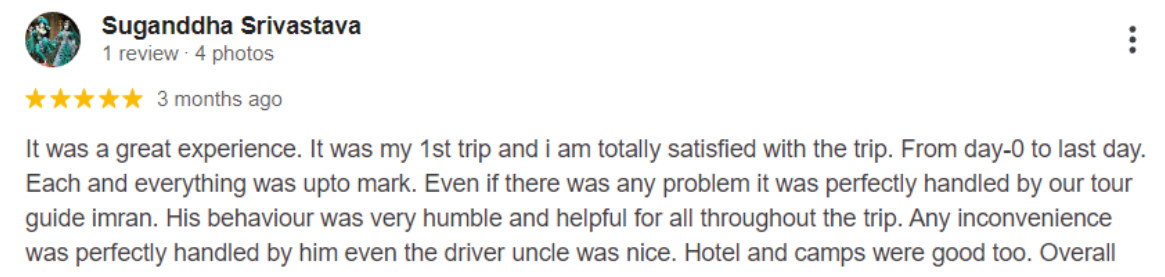 Suganddha Srivastava
1 review · 4 photos
3 months ago
It was a great experience. It was my 1st trip and i am totally satisfied with the trip. From day-0 to last day.
Each and everything was upto mark. Even if there was any problem it was perfectly handled by our tour
guide imran. His behaviour was very humble and helpful for all throughout the trip. Any inconvenience
was perfectly handled by him even the driver uncle was nice. Hotel and camps were good too. Overall